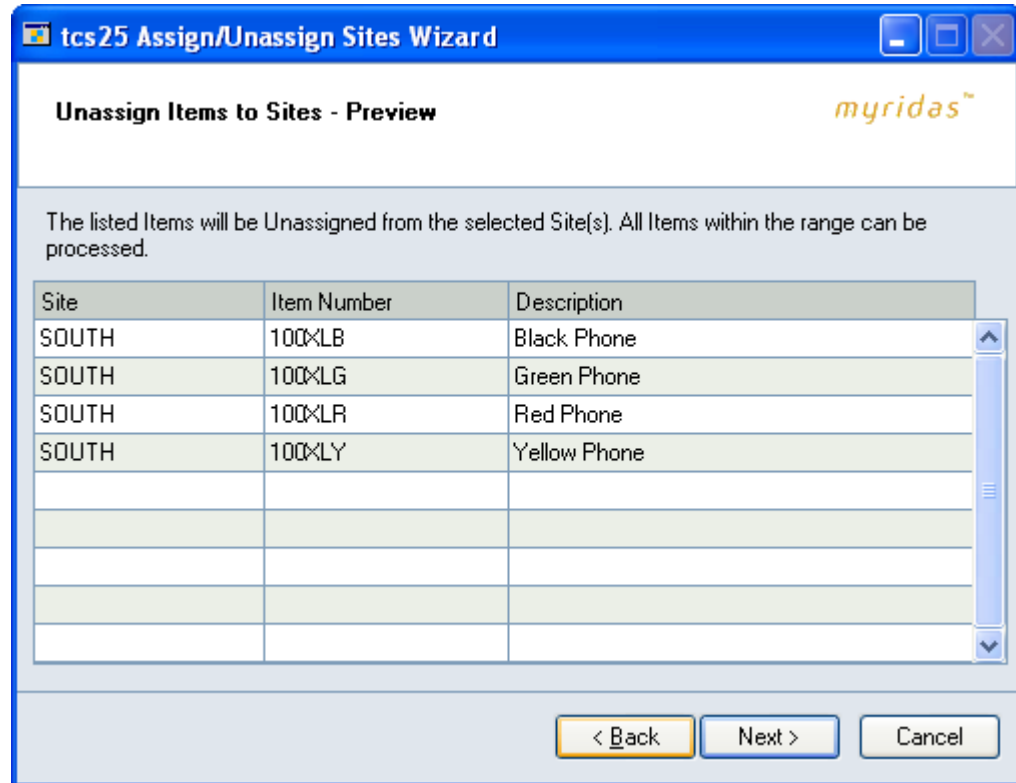 tcs25 Assign/Unassign Sites Wizard
Unassign Items to Sites - Preview
myridas™
The listed Items will be Unassigned from the selected Site(s). All Items within the range can be
processed.
Site Item Number Description
SOUTH 100XLB Black Phone
SOUTH 100XLG Green Phone
SOUTH 100XLR Red Phone
SOUTH 100XLY Yellow Phone
< Back Next > Cancel